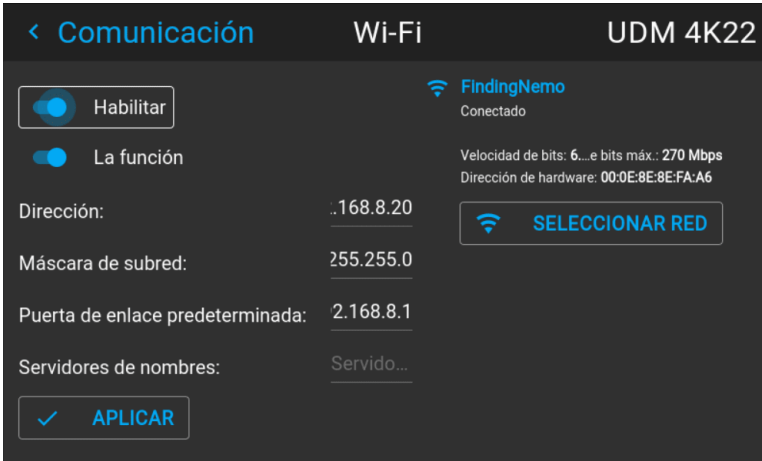 Comunicación Wi-Fi UDM 4K22
Habilitar
La función
Dirección: .168.8.20
Máscara de subred: 255.255.0
Puerta de enlace predeterminada: 2.168.8.1
Servidores de nombres: Servido...
APLICAR
FindingNemo
Conectado
Velocidad de bits: 6....e bits máx.: 270 Mbps
Dirección de hardware: 00:0E:8E:8E:FA:A6
SELECCIONAR RED